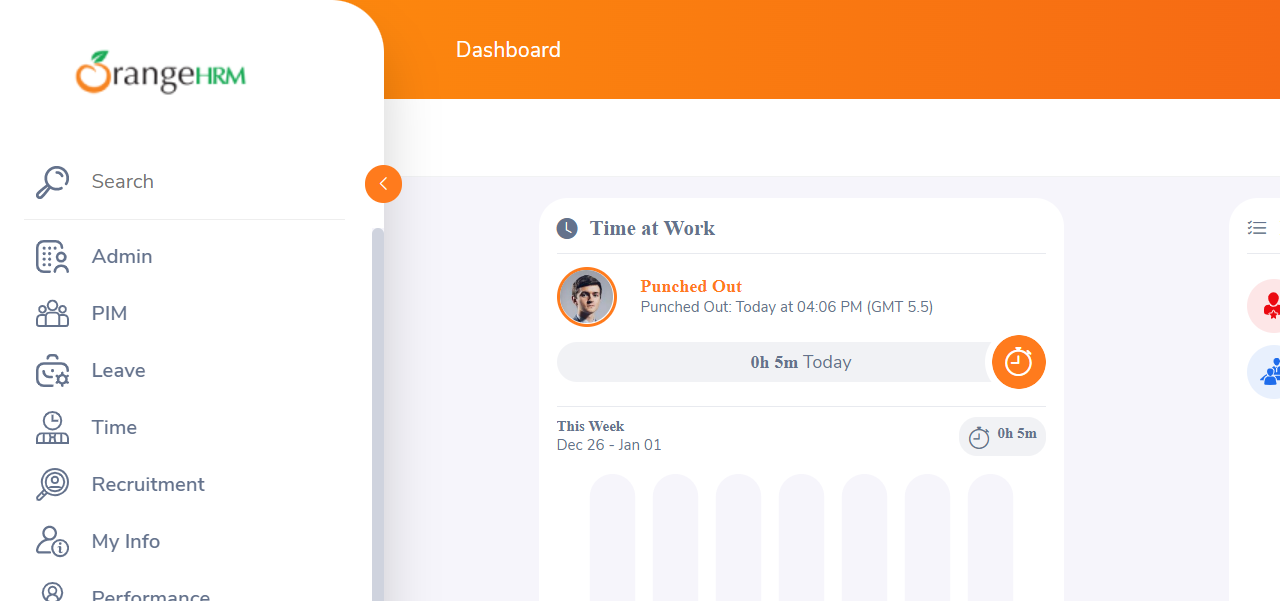 OrangeHRM
Dashboard
Search
Admin
PIM
Leave
Time
Recruitment
My Info
Performance
Time at Work
Punched Out
Punched Out: Today at 04:06 PM (GMT 5.5)
0h 5m Today
This Week
Dec 26 - Jan 01
0h 5m